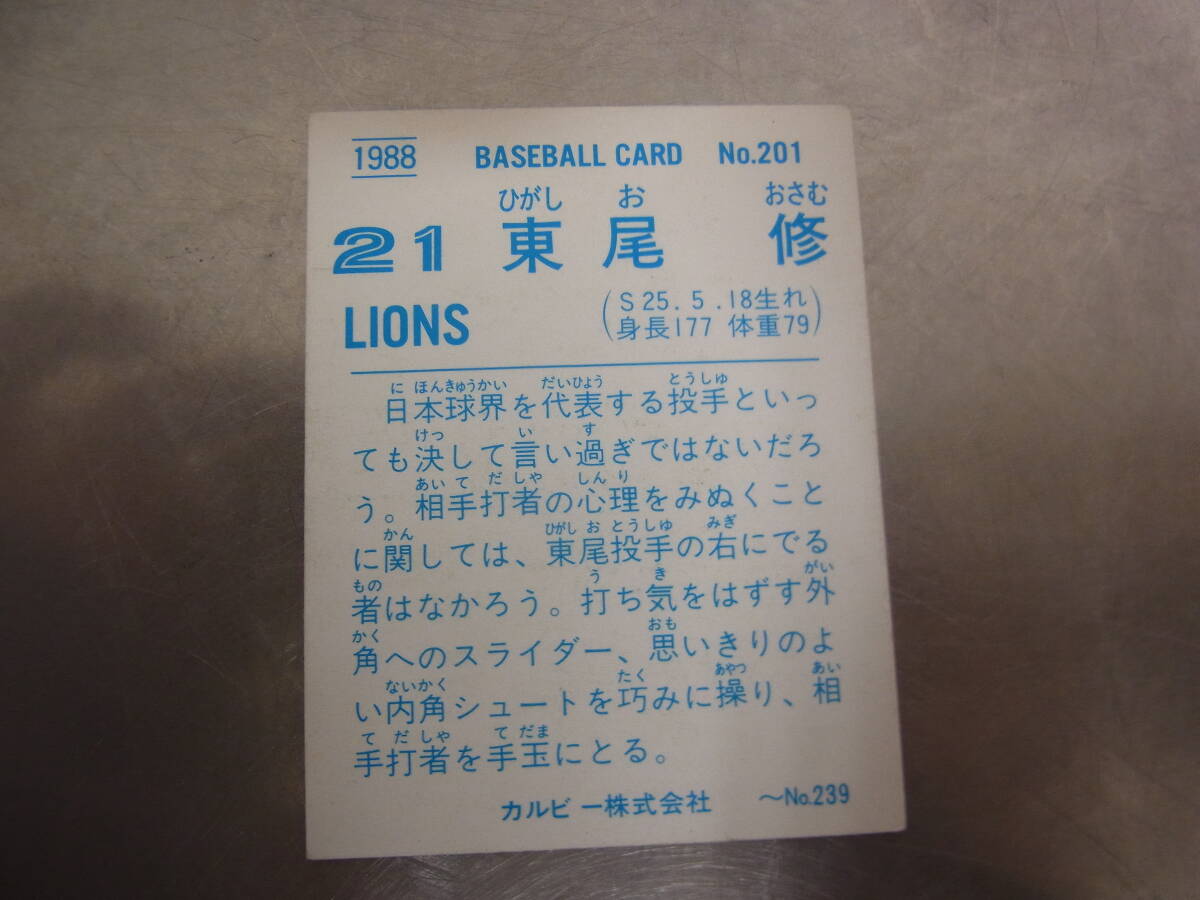 1988 BASEBALL CARD No.201
ひがし お おさむ
21 東尾 修
LIONS
(S25.5.18生れ
身長177 体重79)
に ほんきゅうかい だいひょう とうしゅ
日本球界を代表する投手といっ
けっ い す
ても決して言い過ぎではないだろ
あい て だ しゃ しん り
う。相手打者の心理をみぬくこと
かん ひがし お とうしゅ みぎ
に関しては、東尾投手の右にでる
もの う き がい
者はなかろう。打ち気をはずす外
かく おも
角へのスライダー、思いきりのよ
ないかく たく あやつ あい
い内角シュートを巧みに操り、相
て だ しゃ て だま
手打者を手玉にとる。
カルビー株式会社 〜No.239